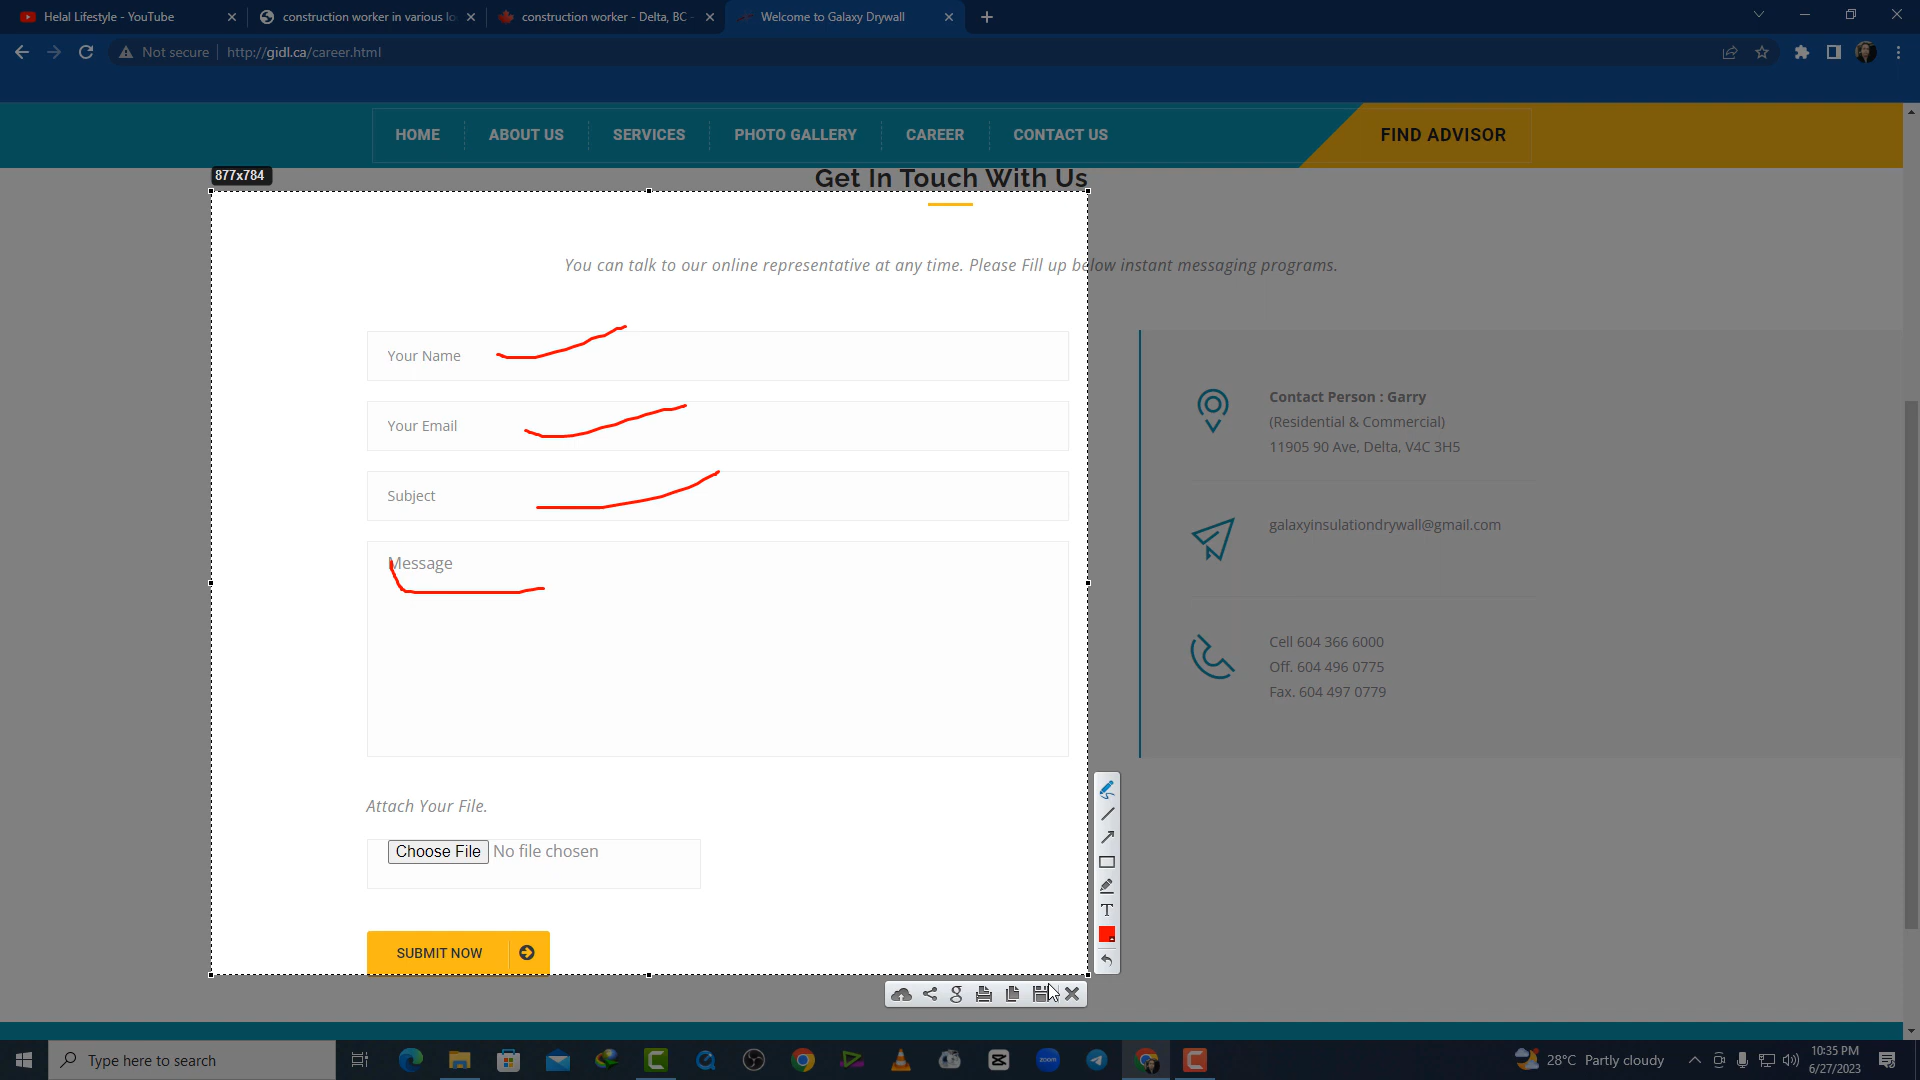 Helal Lifestyle - YouTube
construction worker in various lo
construction worker - Delta, BC -
Welcome to Galaxy Drywall
Not secure
http://gidl.ca/career.html
HOME
ABOUT US
SERVICES
PHOTO GALLERY
CAREER
CONTACT US
FIND ADVISOR
877x784
Get In Touch With Us
You can talk to our online representative at any time. Please Fill up below instant messaging programs.
Your Name
Your Email
Subject
Message
Attach Your File.
Choose File No file chosen
SUBMIT NOW
Contact Person : Garry
(Residential & Commercial)
11905 90 Ave, Delta, V4C 3H5
galaxyinsulationdrywall@gmail.com
Cell 604 366 6000
Off. 604 496 0775
Fax. 604 497 0779
T
g
Type here to search
zoom
28°C Partly cloudy
10:35 PM
6/27/2023